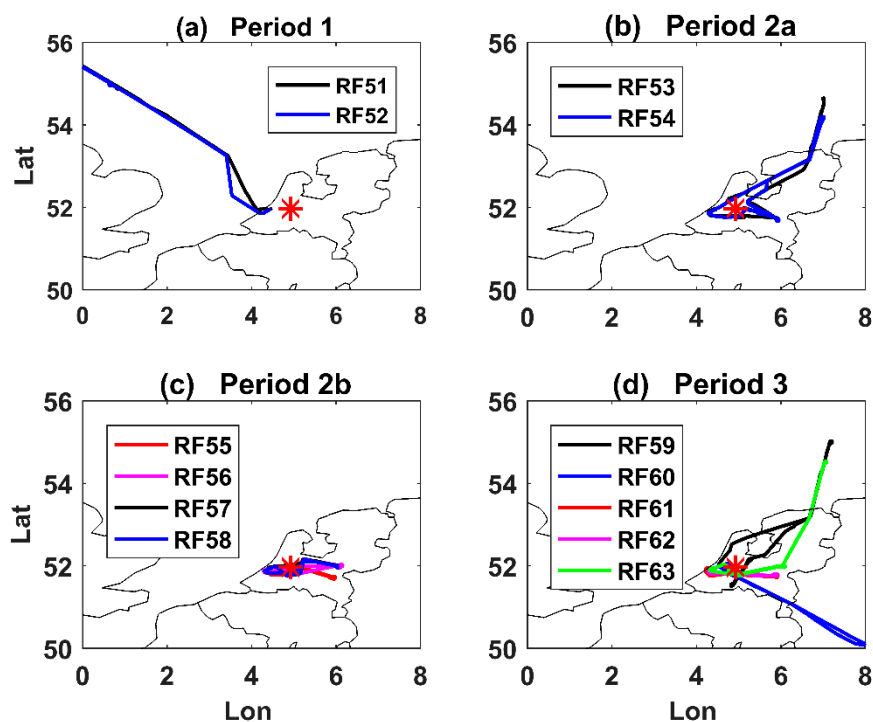 (a) Period 1
56
54
52
50
Lat
0 2 4 6 8
RF51
RF52
(b) Period 2a
56
54
52
50
0 2 4 6 8
RF53
RF54
(c) Period 2b
56
54
52
50
Lat
0 2 4 6 8
Lon
RF55
RF56
RF57
RF58
(d) Period 3
56
54
52
50
0 2 4 6 8
Lon
RF59
RF60
RF61
RF62
RF63